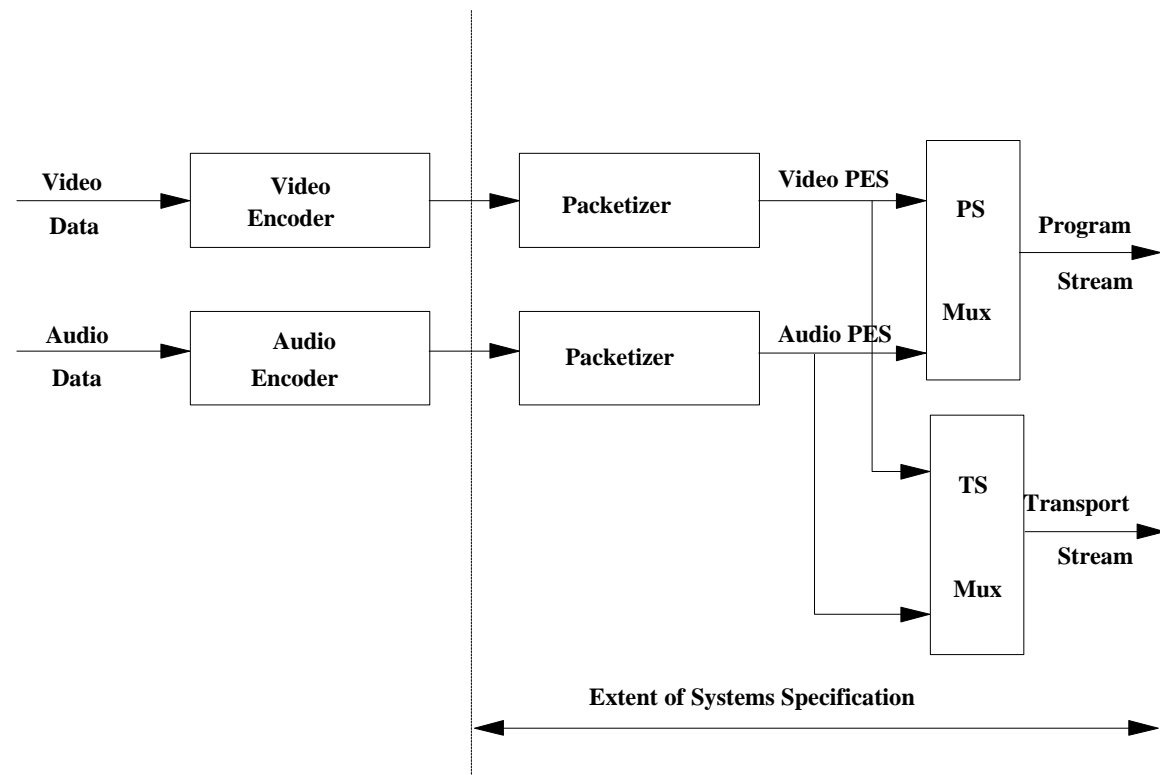 Video
Data
Video
Encoder
Packetizer
Video PES
PS
Mux
Program
Stream
Audio
Data
Audio
Encoder
Packetizer
Audio PES
TS
Mux
Transport
Stream
Extent of Systems Specification